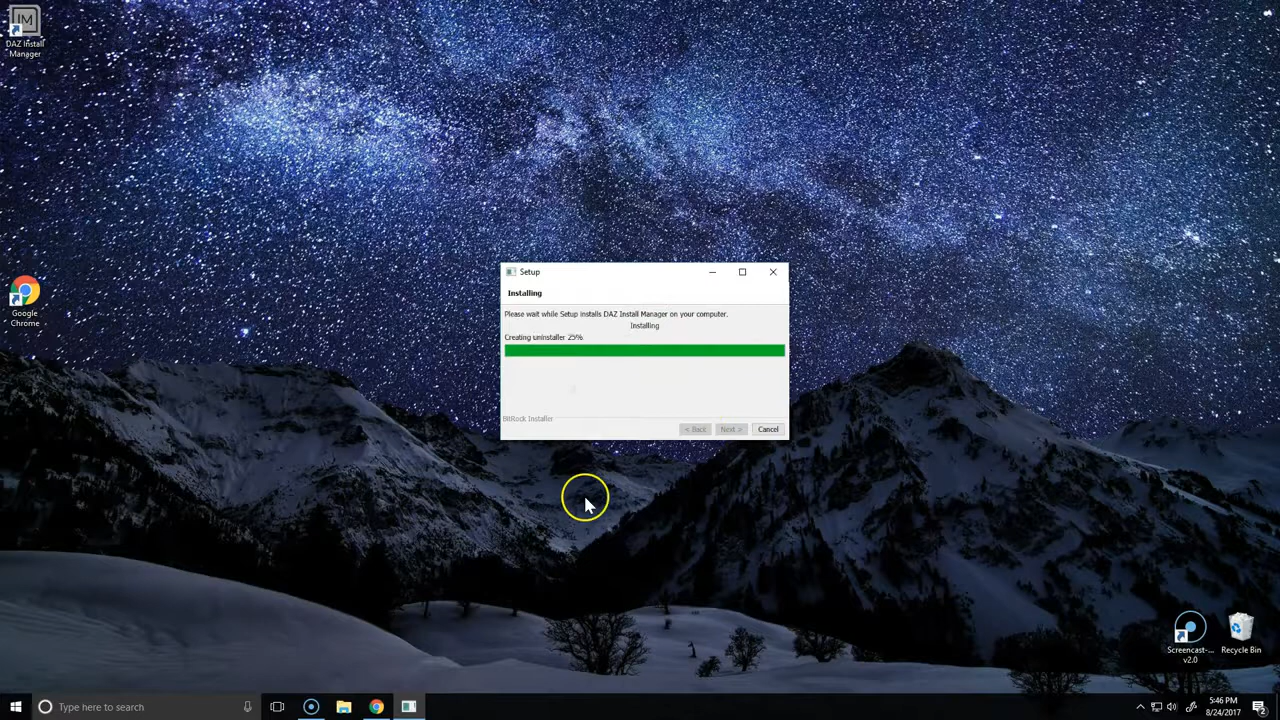 IM
DAZ Install
Manager
Google
Chrome
Setup
Installing
Please wait while Setup installs DAZ Install Manager on your computer.
Installing
Creating uninstaller 25%
BitRock Installer
< Back
Next >
Cancel
Screencast-...
v2.0
Recycle Bin
Type here to search
5:46 PM
8/24/2017
2